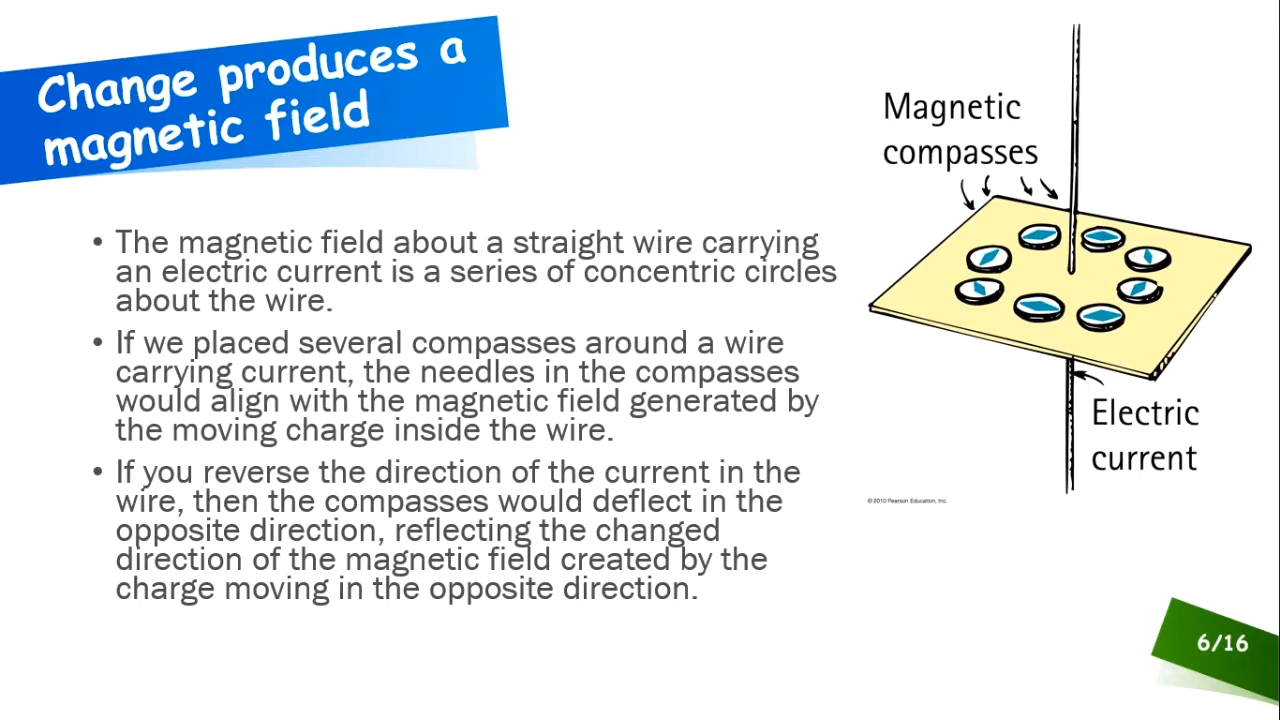 Change produces a
magnetic field
• The magnetic field about a straight wire carrying
an electric current is a series of concentric circles
about the wire.
• If we placed several compasses around a wire
carrying current, the needles in the compasses
would align with the magnetic field generated by
the moving charge inside the wire.
• If you reverse the direction of the current in the
wire, then the compasses would deflect in the
opposite direction, reflecting the changed
direction of the magnetic field created by the
charge moving in the opposite direction.
Magnetic
compasses
Electric
current
© 2010 Pearson Education, Inc.
6/16